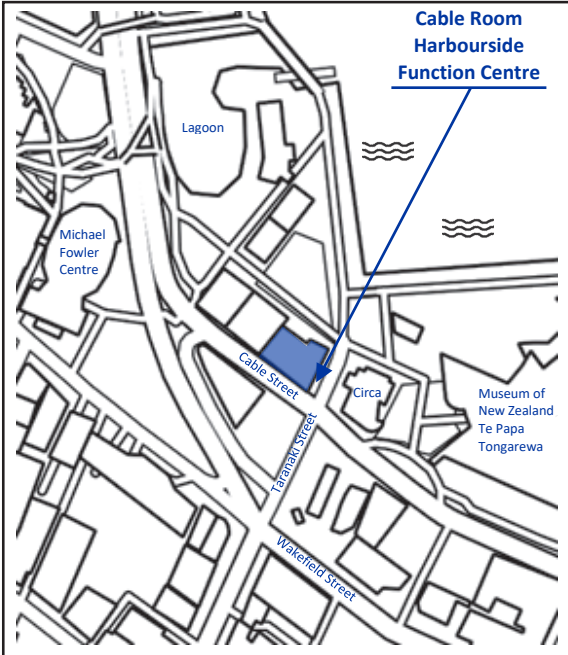 Cable Room
Harbourside
Function Centre
Lagoon
Michael
Fowler
Centre
Cable Street
Circa
Museum of
New Zealand
Te Papa
Tongarewa
Taranaki Street
Wakefield Street